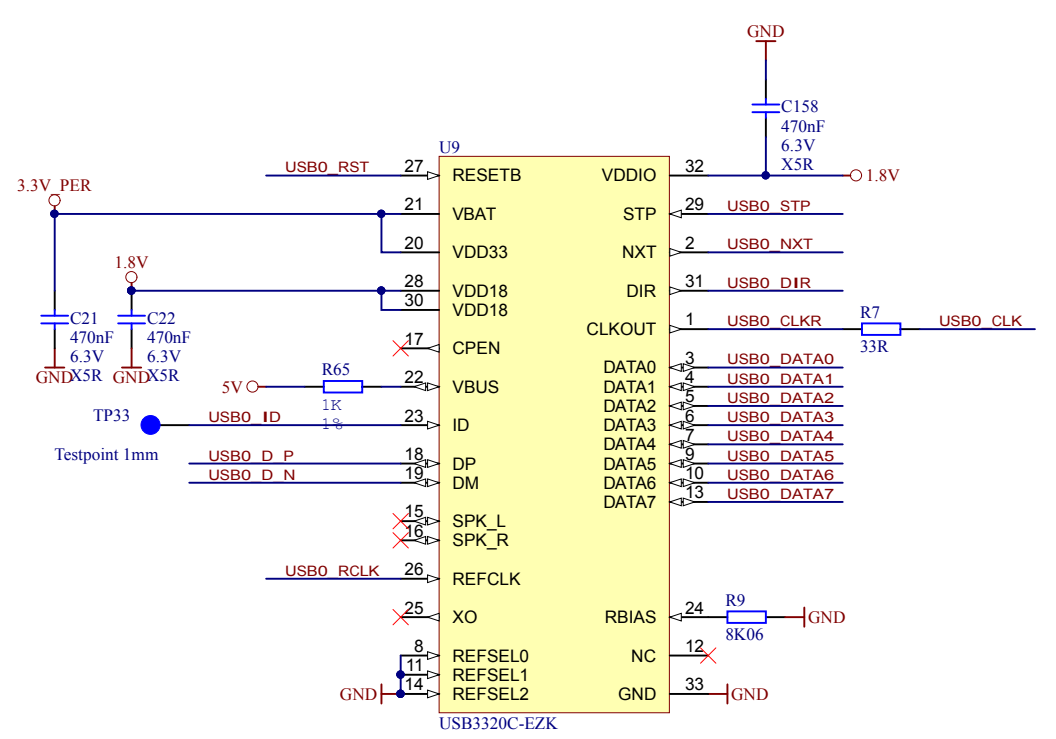 GND
C158
470nF
6.3V
X5R
U9
USB0_RST 27 RESETB
VDDIO 32 1.8V
3.3V_PER
21 VBAT
STP 29 USB0_STP
20 VDD33
NXT 2 USB0_NXT
1.8V
28 VDD18
DIR 31 USB0_DIR
30 VDD18
C21
470nF
6.3V
X5R
GND
C22
470nF
6.3V
X5R
GND
CLKOUT 1 USB0_CLKR
R7
33R
USB0_CLK
17 CPEN
DATA0 3 USB0_DATA0
5V
R65
1K
1%
22 VBUS
DATA1 4 USB0_DATA1
DATA2 5 USB0_DATA2
TP33
Testpoint 1mm
USB0_ID 23 ID
DATA3 6 USB0_DATA3
DATA4 7 USB0_DATA4
USB0_D_P 18 DP
DATA5 9 USB0_DATA5
USB0_D_N 19 DM
DATA6 10 USB0_DATA6
DATA7 13 USB0_DATA7
15 SPK_L
16 SPK_R
USB0_RCLK 26 REFCLK
25 XO
RBIAS 24
R9
8K06
GND
8 REFSEL0
NC 12
11 REFSEL1
GND 14 REFSEL2
GND 33 GND
USB3320C-EZK